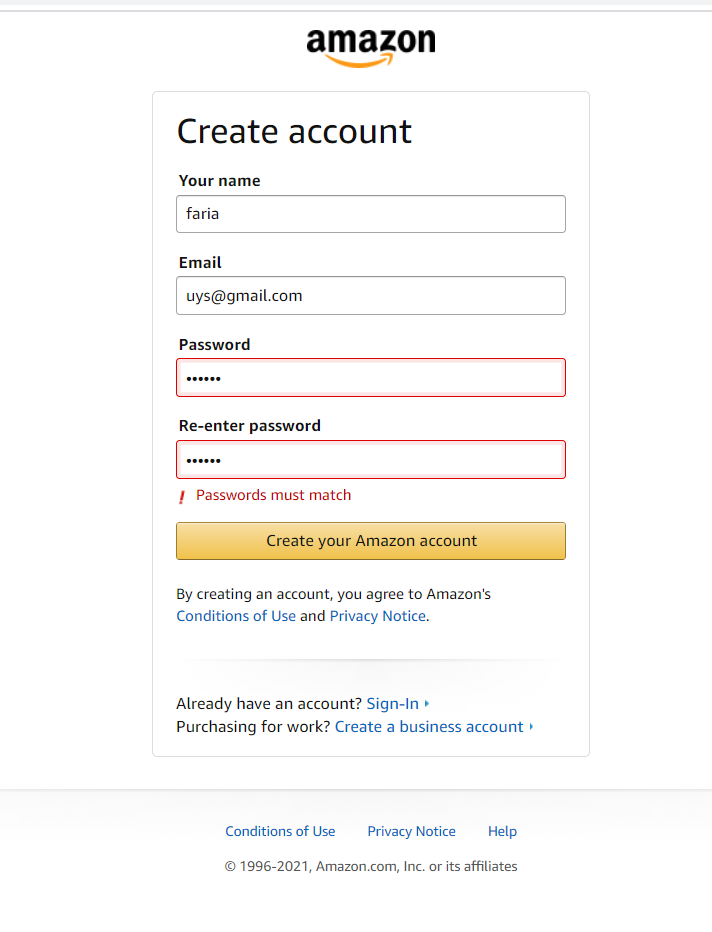 amazon
Create account
Your name
faria
Email
uys@gmail.com
Password
••••••
Re-enter password
••••••
! Passwords must match
Create your Amazon account
By creating an account, you agree to Amazon's
Conditions of Use and Privacy Notice.
Already have an account? Sign-In
Purchasing for work? Create a business account
Conditions of Use Privacy Notice Help
© 1996-2021, Amazon.com, Inc. or its affiliates